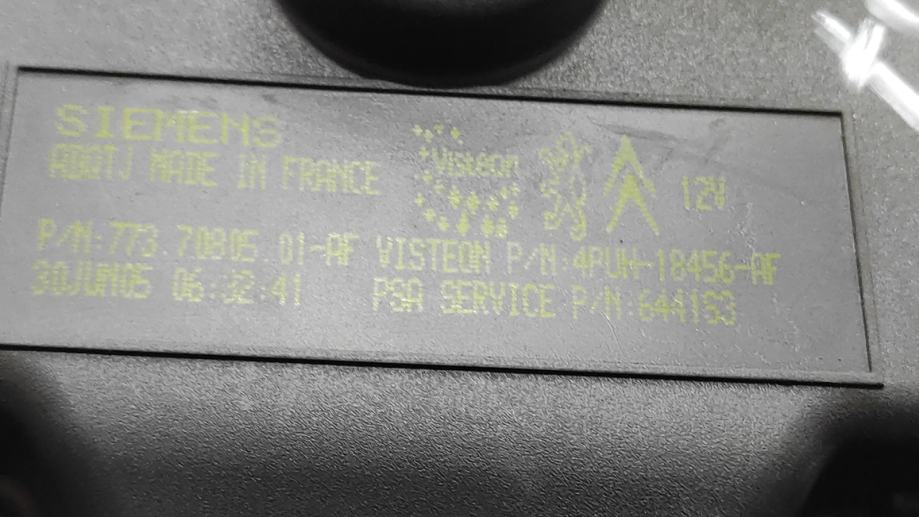 SIEMENS
ABQTJ MADE IN FRANCE
Visteon
12V
P/N:773.70805.01-AF VISTEON P/N:4PUH-18456-AF
30JUN05 06:32:41 PSA SERVICE P/N:6441S3